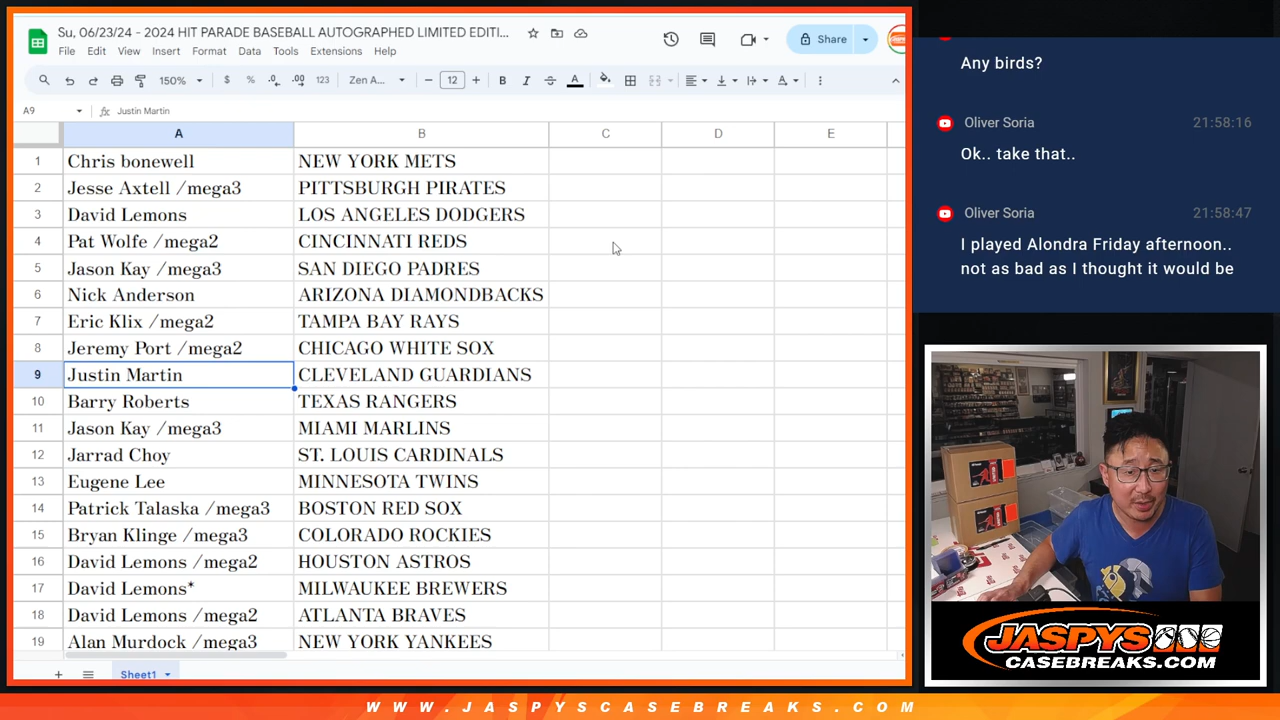 Su, 06/23/24 - 2024 HIT PARADE BASEBALL AUTOGRAPHED LIMITED EDITI...
File Edit View Insert Format Data Tools Extensions
Share
150% $ % .0 .00 123 Zen A... 12 B I S A
A9 fx Justin Martin
A B C D E
1 Chris bonewell NEW YORK METS
2 Jesse Axtell /mega3 PITTSBURGH PIRATES
3 David Lemons LOS ANGELES DODGERS
4 Pat Wolfe /mega2 CINCINNATI REDS
5 Jason Kay /mega3 SAN DIEGO PADRES
6 Nick Anderson ARIZONA DIAMONDBACKS
7 Eric Klix /mega2 TAMPA BAY RAYS
8 Jeremy Port /mega2 CHICAGO WHITE SOX
9 Justin Martin CLEVELAND GUARDIANS
10 Barry Roberts TEXAS RANGERS
11 Jason Kay /mega3 MIAMI MARLINS
12 Jarrad Choy ST. LOUIS CARDINALS
13 Eugene Lee MINNESOTA TWINS
14 Patrick Talaska /mega3 BOSTON RED SOX
15 Bryan Klinge /mega3 COLORADO ROCKIES
16 David Lemons /mega2 HOUSTON ASTROS
17 David Lemons* MILWAUKEE BREWERS
18 David Lemons /mega2 ATLANTA BRAVES
19 Alan Murdock /mega3 NEW YORK YANKEES
Sheet1
Any birds?
Oliver Soria 21:58:16
Ok.. take that..
Oliver Soria 21:58:47
I played Alondra Friday afternoon..
not as bad as I thought it would be
JASPYS
CASEBREAKS.COM
WWW.JASPYSCASEBREAKS.COM